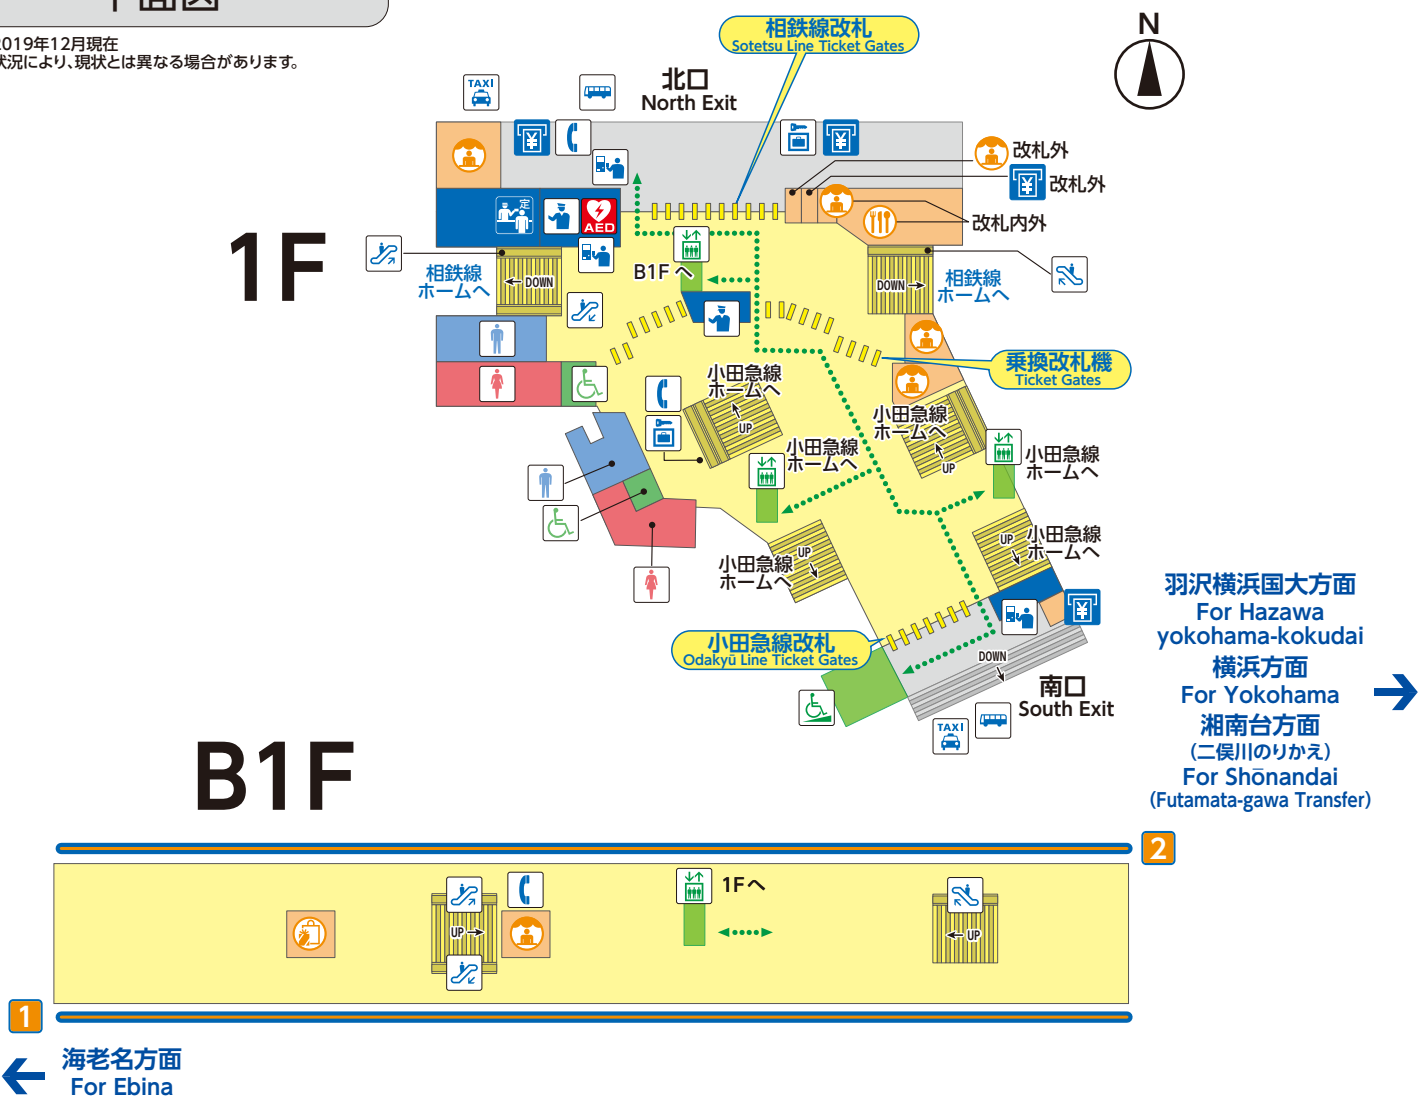 平面図
2019年12月現在
状況により、現状とは異なる場合があります。
相鉄線改札
Sotetsu Line Ticket Gates
N
北口
North Exit
TAXI
改札外
改札外
改札内外
定
AED
1F
B1Fへ
相鉄線
ホームへ
DOWN
DOWN
相鉄線
ホームへ
乗換改札機
Ticket Gates
小田急線
ホームへ
UP
小田急線
ホームへ
UP
小田急線
ホームへ
小田急線
ホームへ
小田急線
ホームへ
UP
小田急線
ホームへ
UP
小田急線改札
Odakyū Line Ticket Gates
DOWN
南口
South Exit
TAXI
羽沢横浜国大方面
For Hazawa
yokohama-kokudai
横浜方面
For Yokohama
湘南台方面
(二俣川のりかえ)
For Shōnandai
(Futamata-gawa Transfer)
B1F
2
1Fへ
UP
UP
1
海老名方面
For Ebina